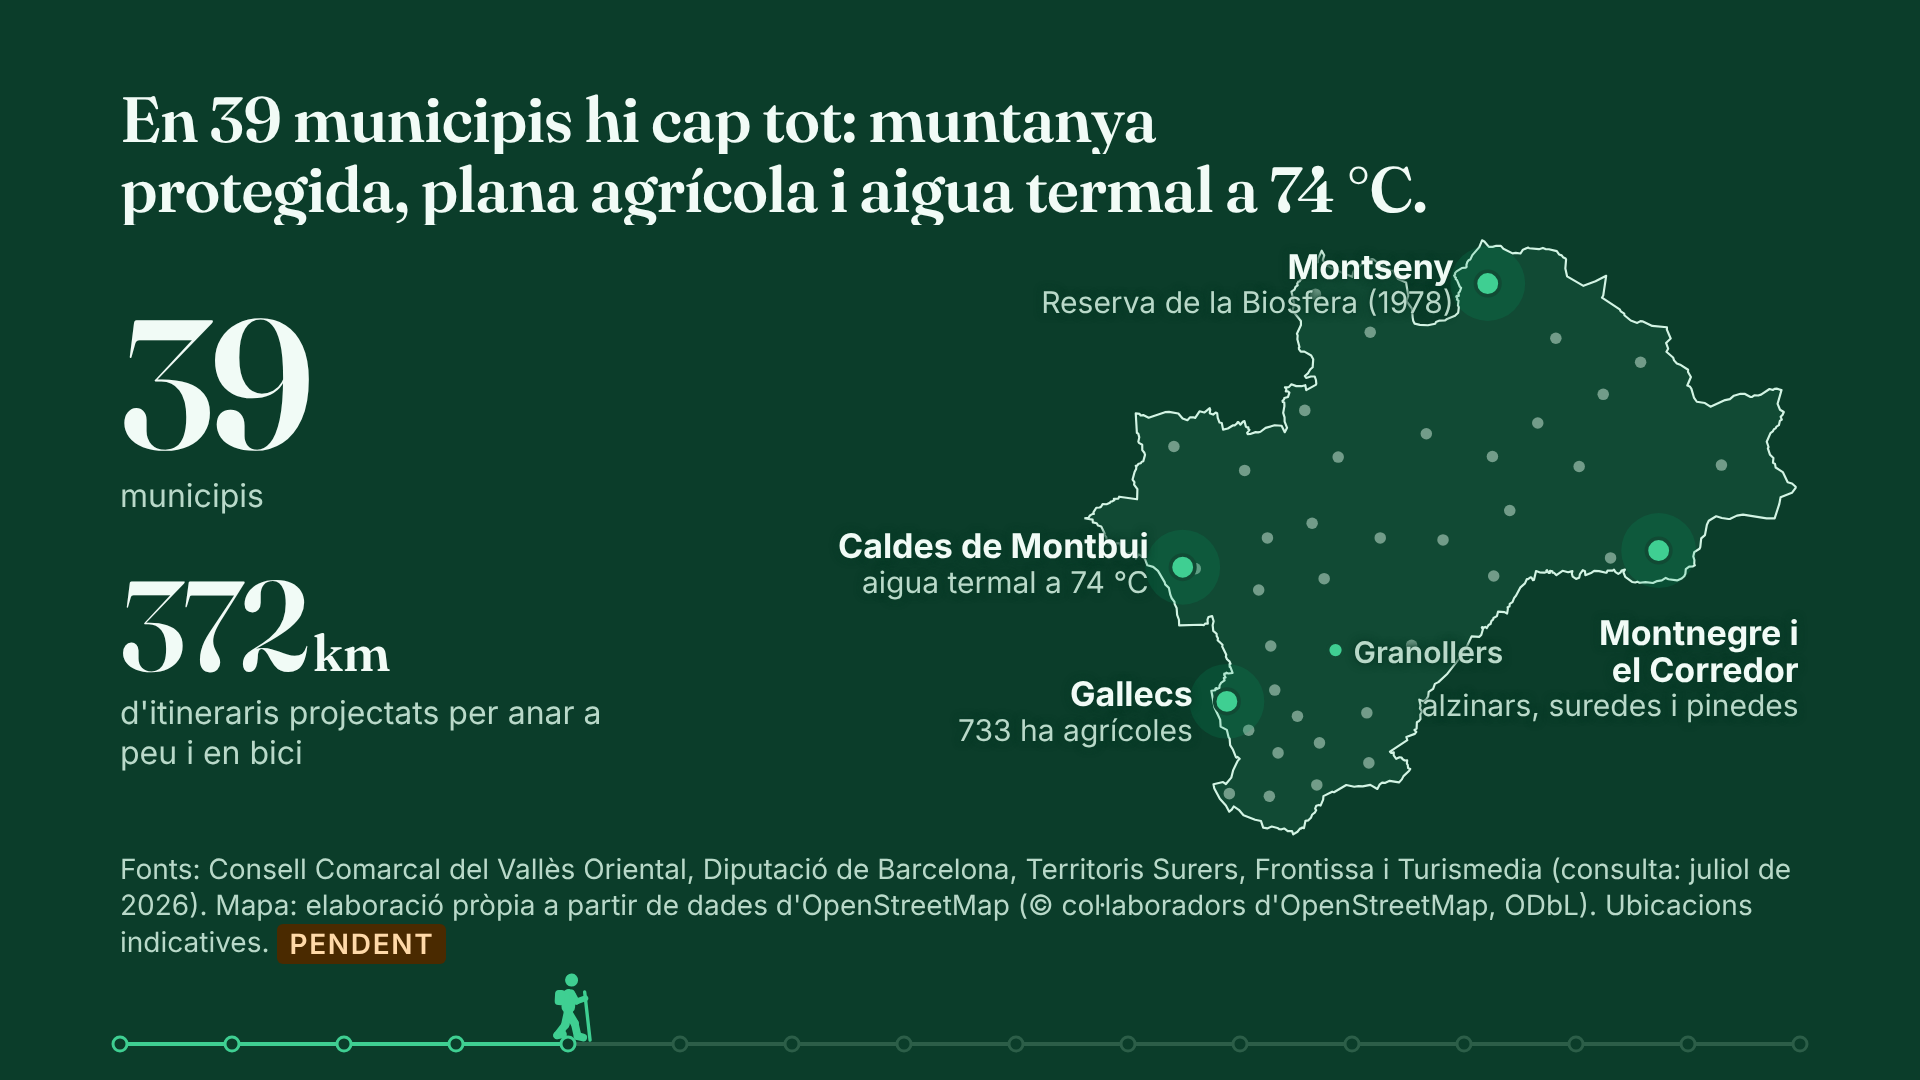 En 39 municipis hi cap tot: muntanya
protegida, plana agrícola i aigua termal a 74 °C.
39
municipis
372 km
d'itineraris projectats per anar a
peu i en bici
Montseny
Reserva de la Biosfera (1978)
Caldes de Montbui
aigua termal a 74 °C
Granollers
Montnegre i
el Corredor
alzinars, suredes i pinedes
Gallecs
733 ha agrícoles
Fonts: Consell Comarcal del Vallès Oriental, Diputació de Barcelona, Territoris Surers, Frontissa i Turismedia (consulta: juliol de
2026). Mapa: elaboració pròpia a partir de dades d'OpenStreetMap (© col·laboradors d'OpenStreetMap, ODbL). Ubicacions
indicatives. PENDENT